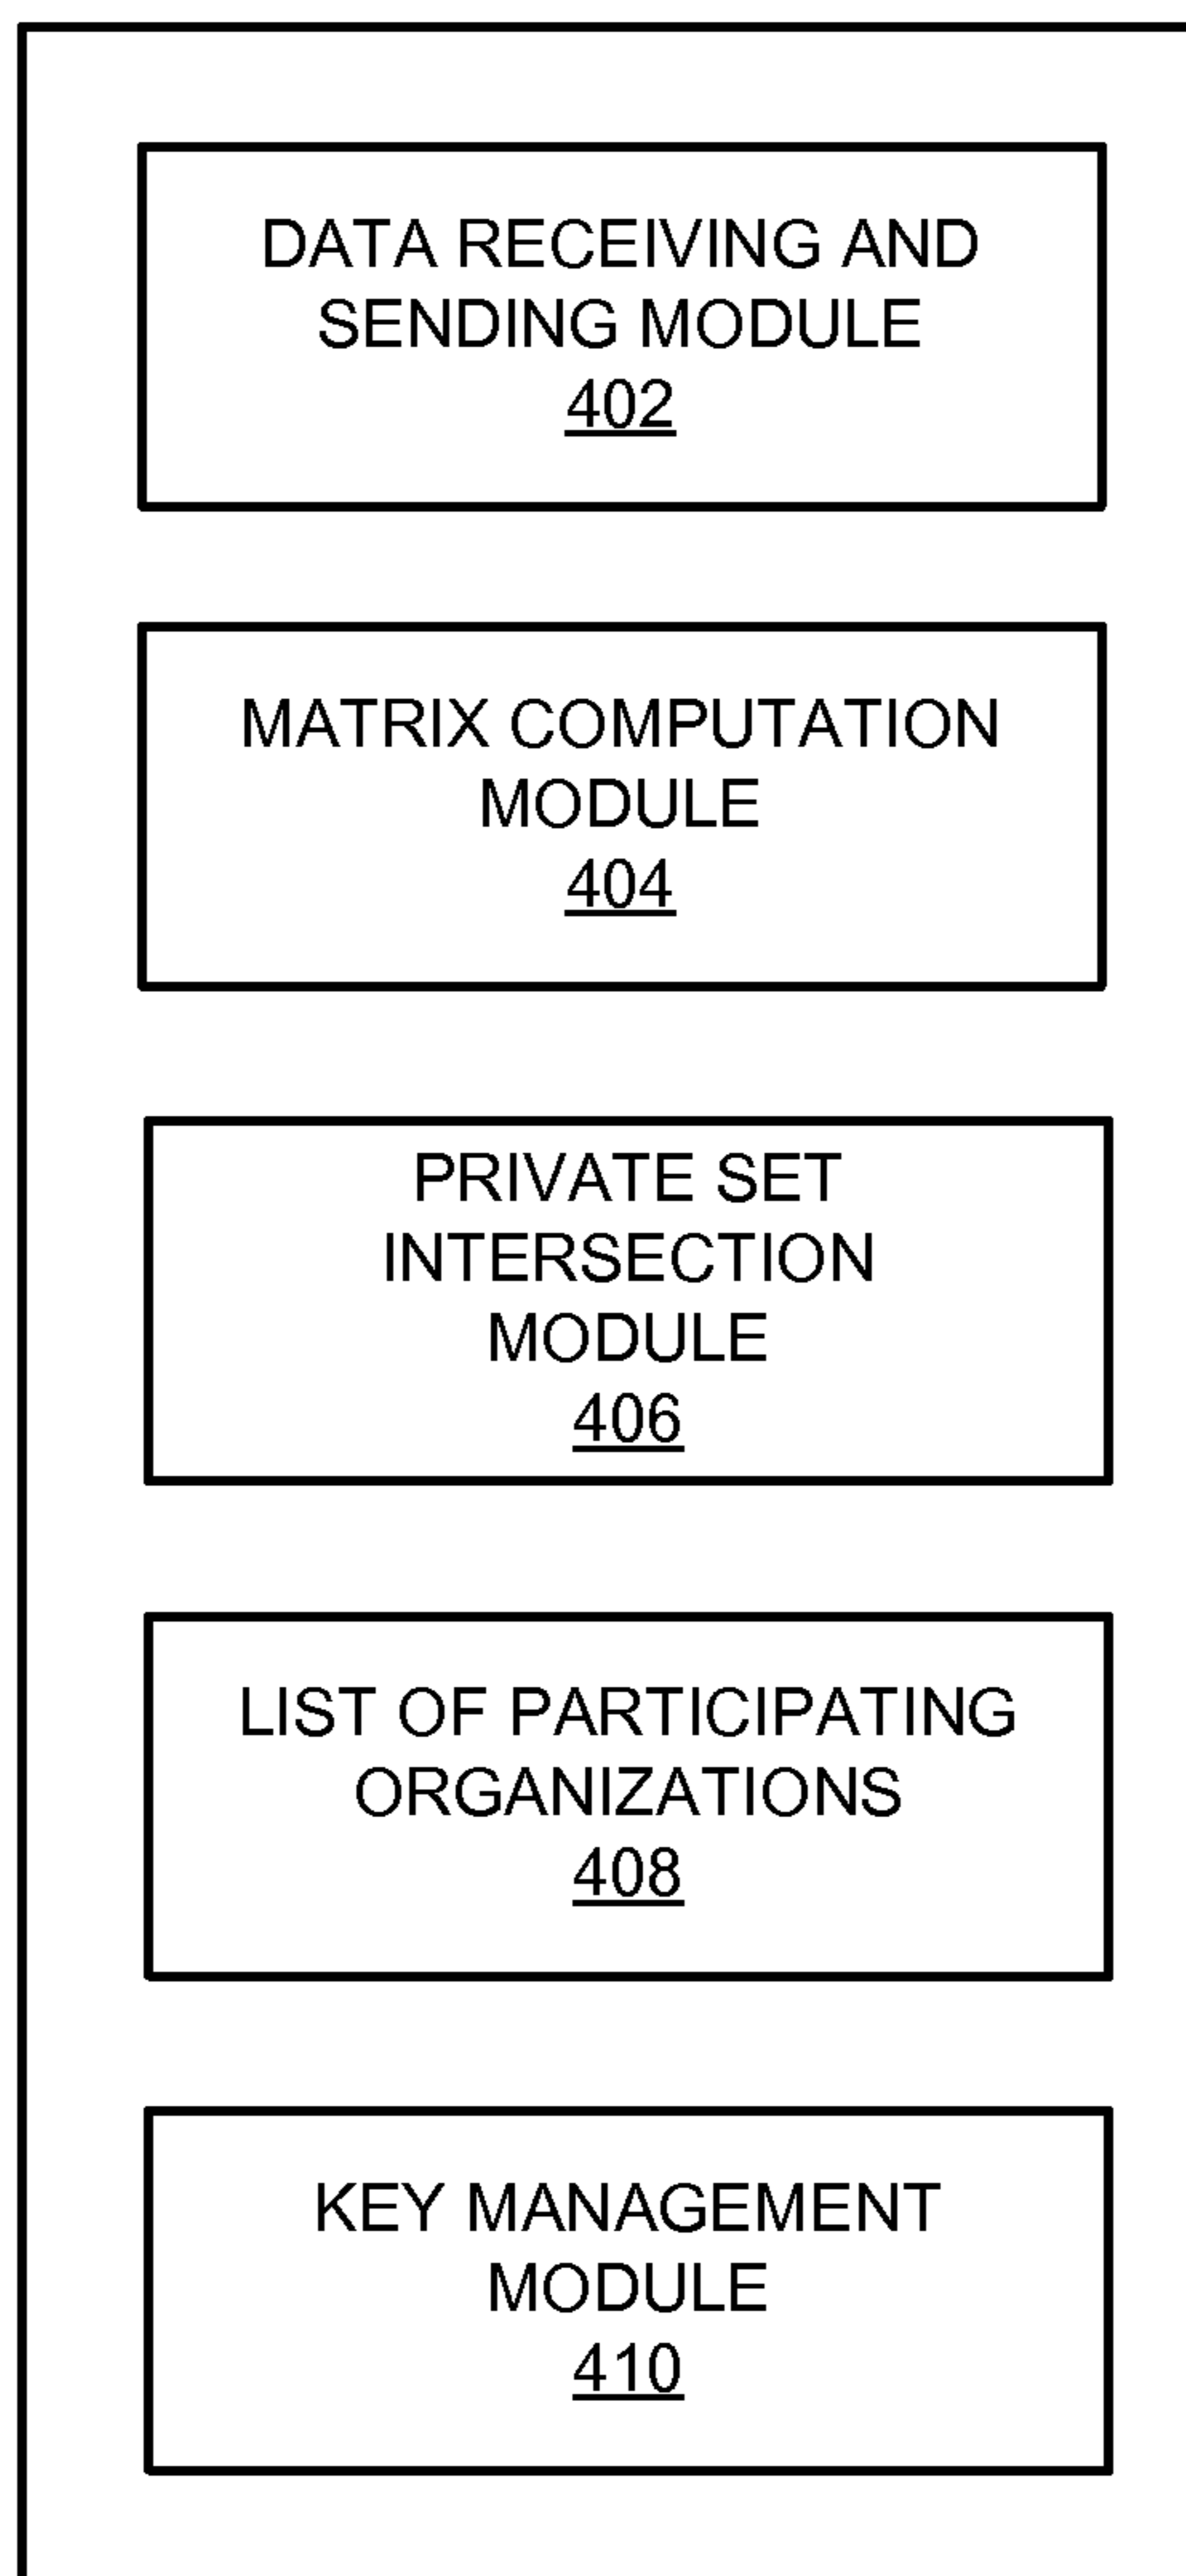 DATA RECEIVING AND
SENDING MODULE
402
MATRIX COMPUTATION
MODULE
404
PRIVATE SET
INTERSECTION
MODULE
406
LIST OF PARTICIPATING
ORGANIZATIONS
408
KEY MANAGEMENT
MODULE
410